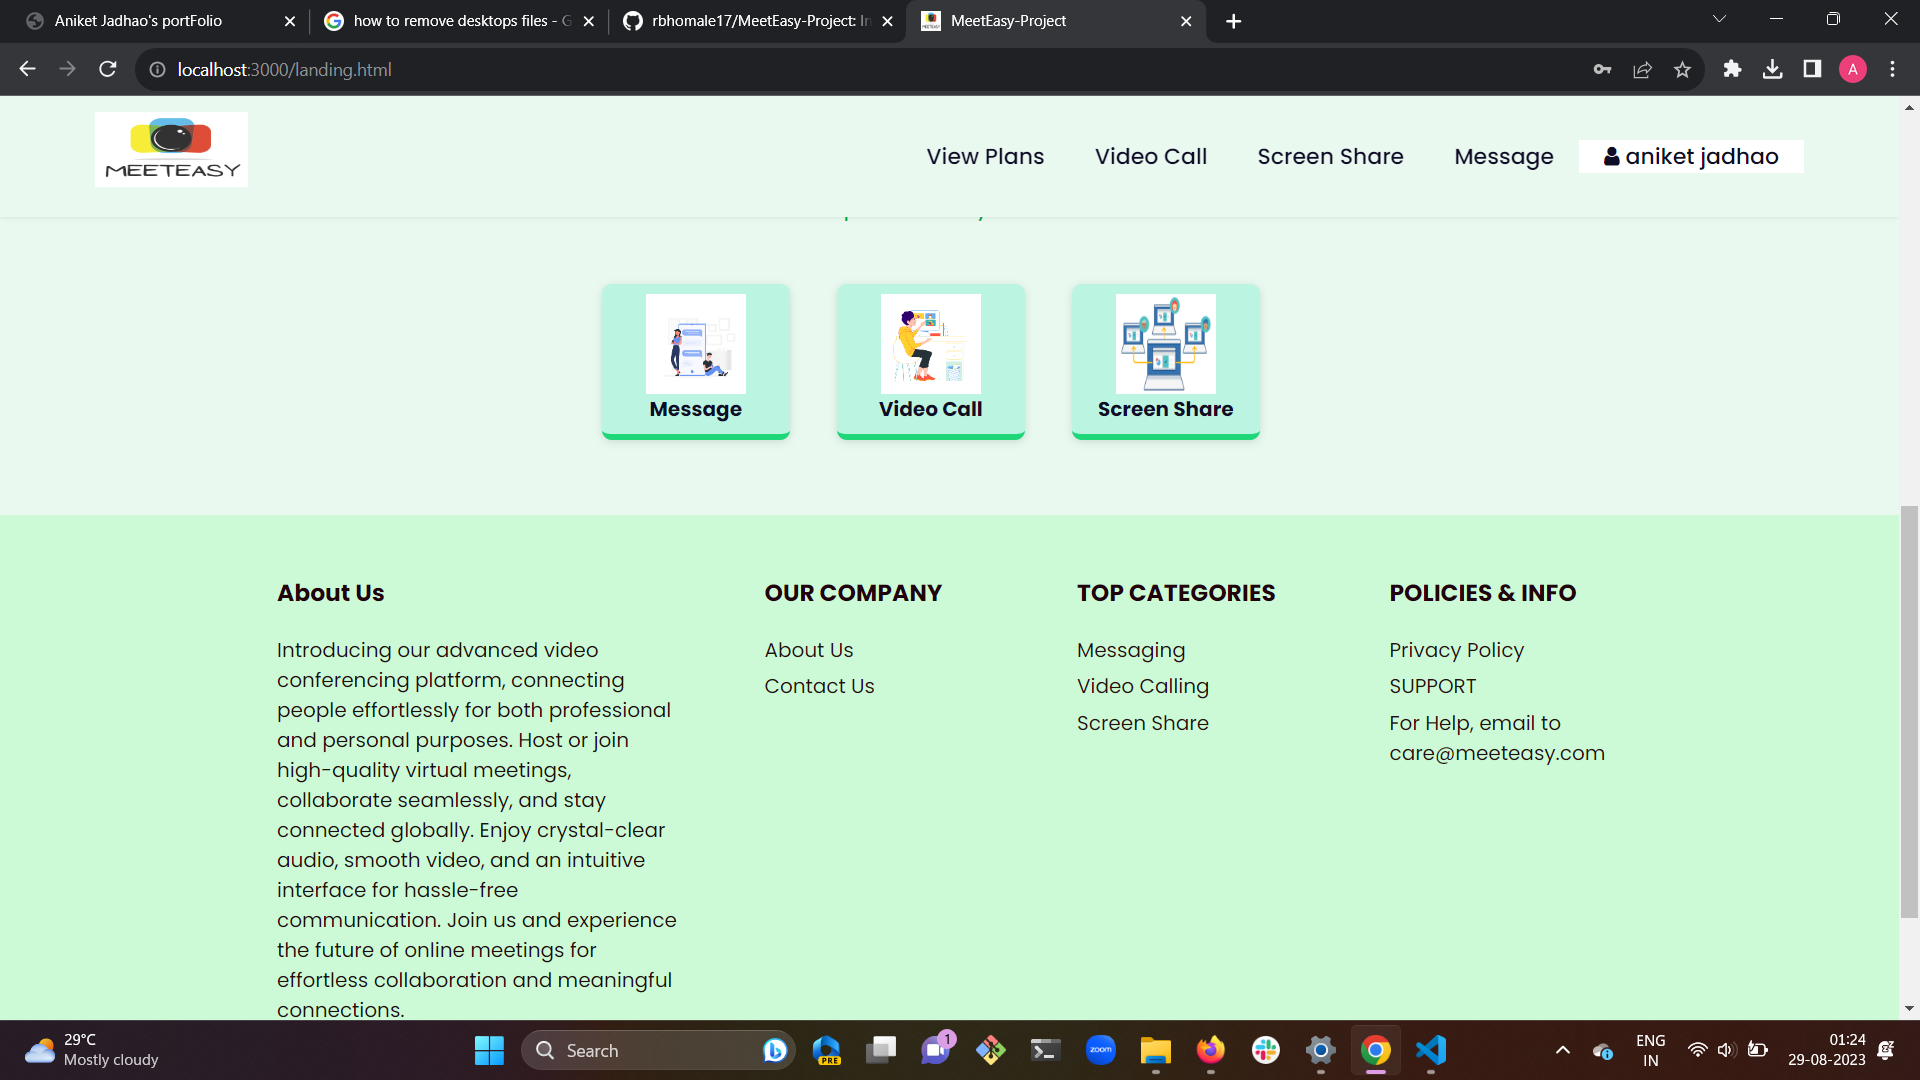 Aniket Jadhao's portFolio
how to remove desktops files - G
rbhomale17/MeetEasy-Project: In
MeetEasy-Project
localhost:3000/landing.html
A
MEETEASY
View Plans
Video Call
Screen Share
Message
aniket jadhao
Message
Video Call
Screen Share
About Us
Introducing our advanced video
conferencing platform, connecting
people effortlessly for both professional
and personal purposes. Host or join
high-quality virtual meetings,
collaborate seamlessly, and stay
connected globally. Enjoy crystal-clear
audio, smooth video, and an intuitive
interface for hassle-free
communication. Join us and experience
the future of online meetings for
effortless collaboration and meaningful
connections.
OUR COMPANY
About Us
Contact Us
TOP CATEGORIES
Messaging
Video Calling
Screen Share
POLICIES & INFO
Privacy Policy
SUPPORT
For Help, email to
care@meeteasy.com
29°C
Mostly cloudy
Search
PRE
1
zoom
ENG
IN
01:24
29-08-2023